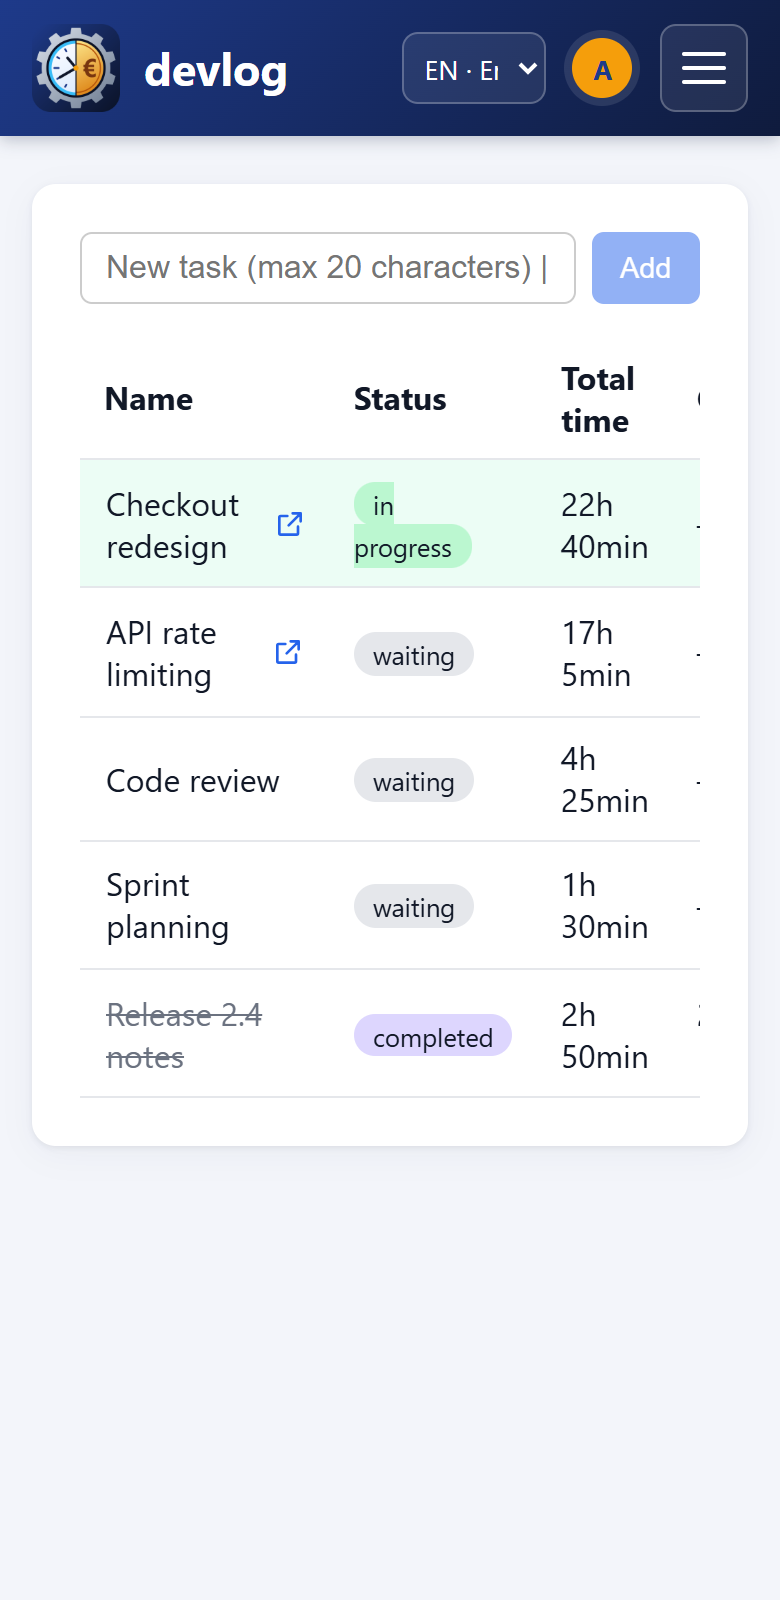 €
devlog
EN · En
A
New task (max 20 characters) |
Add
Name
Status
Total
time
Checkout
redesign
in
progress
22h
40min
API rate
limiting
waiting
17h
5min
Code review
waiting
4h
25min
Sprint
planning
waiting
1h
30min
Release 2.4
notes
completed
2h
50min